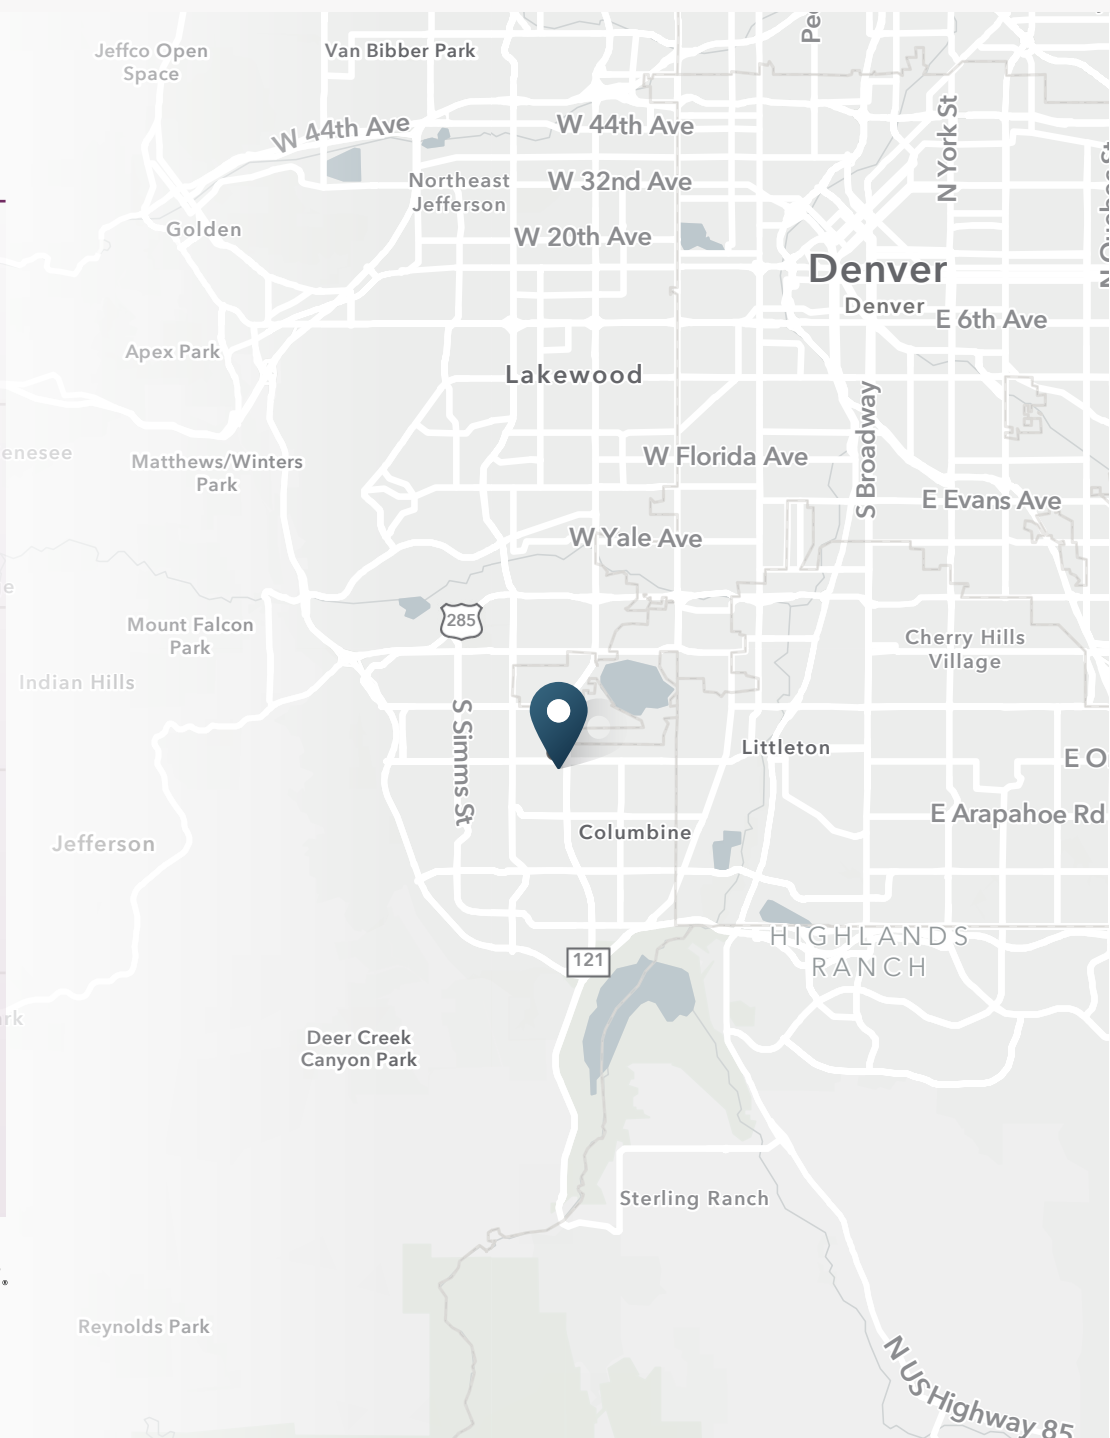 Jeffco Open
Space
Van Bibber Park
W 44th Ave
W 44th Ave
N York St
Northeast
Jefferson
W 32nd Ave
Golden
W 20th Ave
Denver
Denver
E 6th Ave
Apex Park
Lakewood
S Broadway
enesee
Matthews/Winters
Park
W Florida Ave
E Evans Ave
W Yale Ave
e
285
Mount Falcon
Park
Cherry Hills
Village
Indian Hills
S Simms St
Littleton
E O
E Arapahoe Rd
Columbine
Jefferson
HIGHLANDS
RANCH
121
rk
Deer Creek
Canyon Park
Sterling Ranch
®
Reynolds Park
N US Highway 85